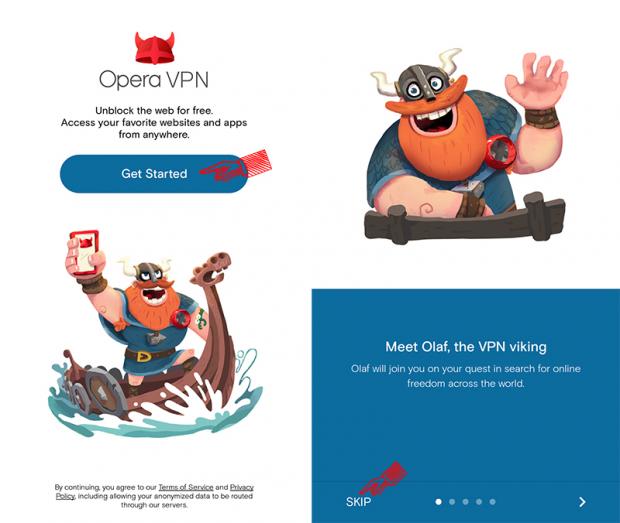 Opera VPN
Unblock the web for free.
Access your favorite websites and apps
from anywhere.
Get Started
By continuing, you agree to our Terms of Service and Privacy
Policy, including allowing your anonymized data to be routed
through our servers.
Meet Olaf, the VPN viking
Olaf will join you on your quest in search for online
freedom across the world.
SKIP